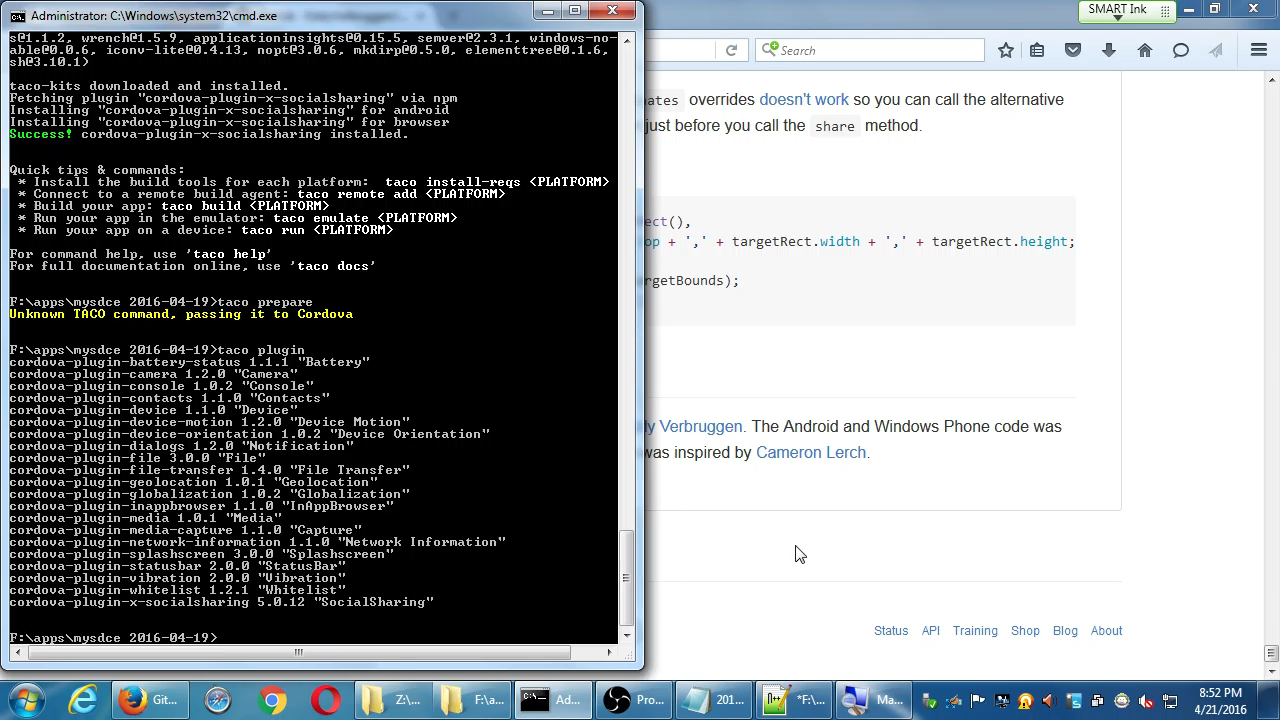 Administrator: C:\Windows\system32\cmd.exe
s@1.1.2, wrench@1.5.9, applicationinsights@0.15.5, semver@2.3.1, windows-no-
able@0.0.6, iconv-lite@0.4.13, nopt@3.0.6, mkdirp@0.5.0, elementtree@0.1.6,
sh@3.10.1)
taco-kits downloaded and installed.
Fetching plugin "cordova-plugin-x-socialsharing" via npm
Installing "cordova-plugin-x-socialsharing" for android
Installing "cordova-plugin-x-socialsharing" for browser
Success! cordova-plugin-x-socialsharing installed.
Quick tips & commands:
* Install the build tools for each platform: taco install-reqs <PLATFORM>
* Connect to a remote build agent: taco remote add <PLATFORM>
* Build your app: taco build <PLATFORM>
* Run your app in the emulator: taco emulate <PLATFORM>
* Run your app on a device: taco run <PLATFORM>
For command help, use 'taco help'
For full documentation online, use 'taco docs'
F:\apps\mysdce 2016-04-19>taco prepare
Unknown TACO command, passing it to Cordova
F:\apps\mysdce 2016-04-19>taco plugin
cordova-plugin-battery-status 1.1.1 "Battery"
cordova-plugin-camera 1.2.0 "Camera"
cordova-plugin-console 1.0.2 "Console"
cordova-plugin-contacts 1.1.0 "Contacts"
cordova-plugin-device 1.1.0 "Device"
cordova-plugin-device-motion 1.2.0 "Device Motion"
cordova-plugin-device-orientation 1.0.2 "Device Orientation"
cordova-plugin-dialogs 1.2.0 "Notification"
cordova-plugin-file 3.0.0 "File"
cordova-plugin-file-transfer 1.4.0 "File Transfer"
cordova-plugin-geolocation 1.0.1 "Geolocation"
cordova-plugin-globalization 1.0.2 "Globalization"
cordova-plugin-inappbrowser 1.1.0 "InAppBrowser"
cordova-plugin-media 1.0.1 "Media"
cordova-plugin-media-capture 1.1.0 "Capture"
cordova-plugin-network-information 1.1.0 "Network Information"
cordova-plugin-splashscreen 3.0.0 "Splashscreen"
cordova-plugin-statusbar 2.0.0 "StatusBar"
cordova-plugin-vibration 2.0.0 "Vibration"
cordova-plugin-whitelist 1.2.1 "Whitelist"
cordova-plugin-x-socialsharing 5.0.12 "SocialSharing"
F:\apps\mysdce 2016-04-19>
SMART Ink
Search
nates overrides doesn't work so you can call the alternative
just before you call the share method.
ect(),
op + ',' + targetRect.width + ',' + targetRect.height;
rgetBounds);
ly Verbruggen. The Android and Windows Phone code was
was inspired by Cameron Lerch.
Status API Training Shop Blog About
Git... Z:\... F:\a... Ad... Pro... 201... *F:\... Ma...
8:52 PM
4/21/2016